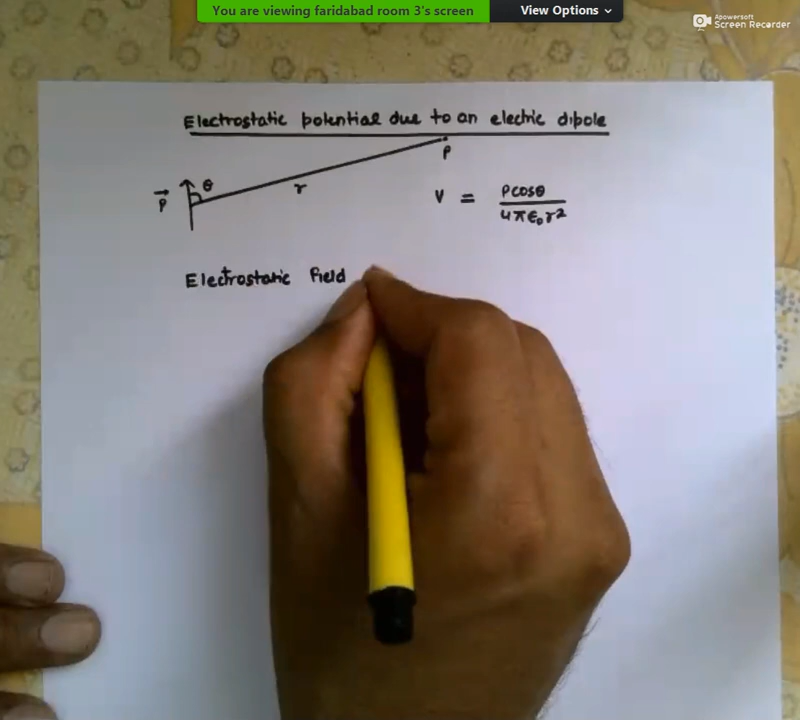 You are viewing faridabad room 3's screen View Options
Apowersoft
Screen Recorder
Electrostatic potential due to an electric dipole
P
θ
r
p⃗
V = pcosθ / 4πϵ₀r²
Electrostatic field